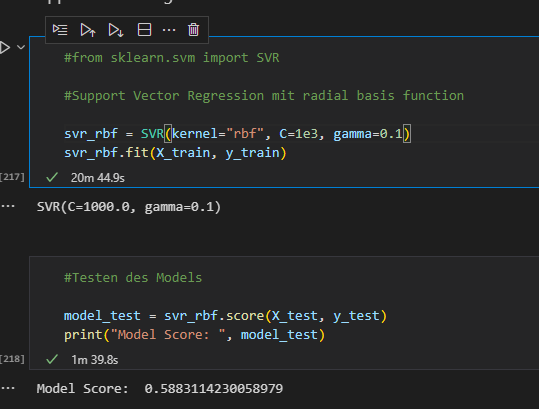 #from sklearn.svm import SVR
#Support Vector Regression mit radial basis function
svr_rbf = SVR(kernel="rbf", C=1e3, gamma=0.1)
svr_rbf.fit(X_train, y_train)
[217]
20m 44.9s
SVR(C=1000.0, gamma=0.1)
#Testen des Models
model_test = svr_rbf.score(X_test, y_test)
print("Model Score: ", model_test)
[218]
1m 39.8s
Model Score:  0.5883114230058979